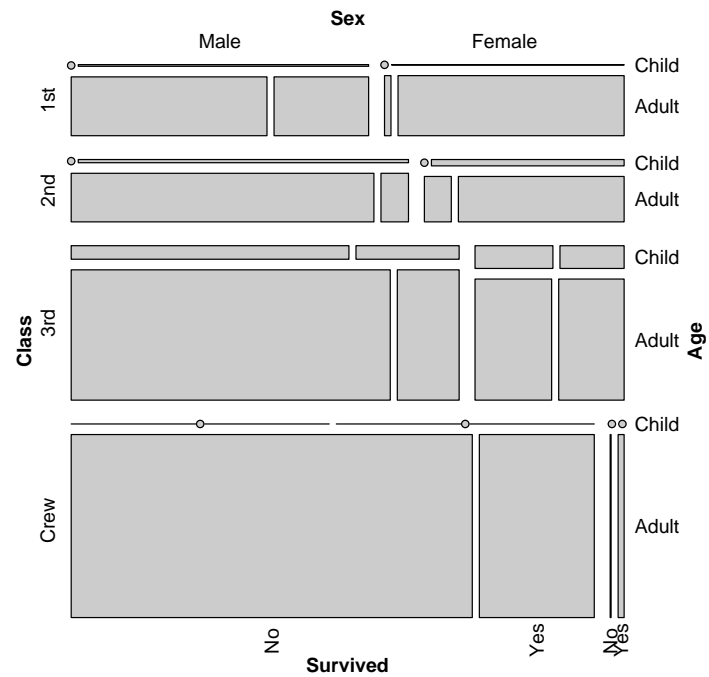 Sex
Male Female
Child
1st
Adult
Child
2nd
Adult
Child
Class
3rd
Age
Adult
Child
Crew
Adult
No Yes No Yes
Survived